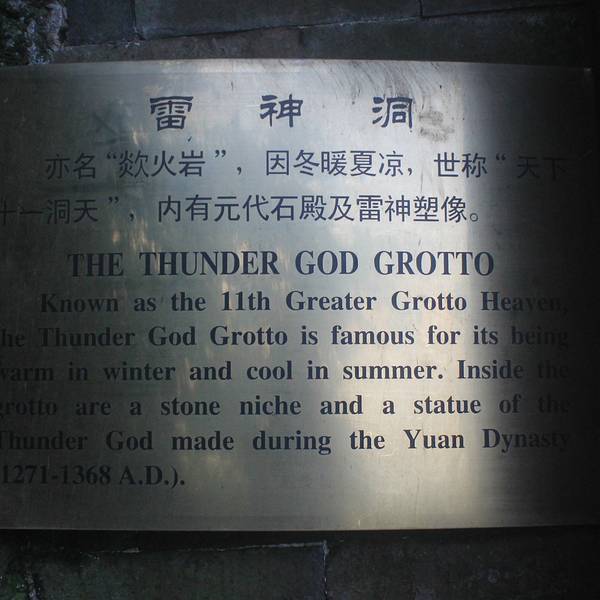 雷神洞
亦名“欻火岩”，因冬暖夏凉，世称“天下
十一洞天”，内有元代石殿及雷神塑像。
THE THUNDER GOD GROTTO
Known as the 11th Greater Grotto Heaven,
the Thunder God Grotto is famous for its being
warm in winter and cool in summer. Inside the
grotto are a stone niche and a statue of the
Thunder God made during the Yuan Dynasty
(1271-1368 A.D.).